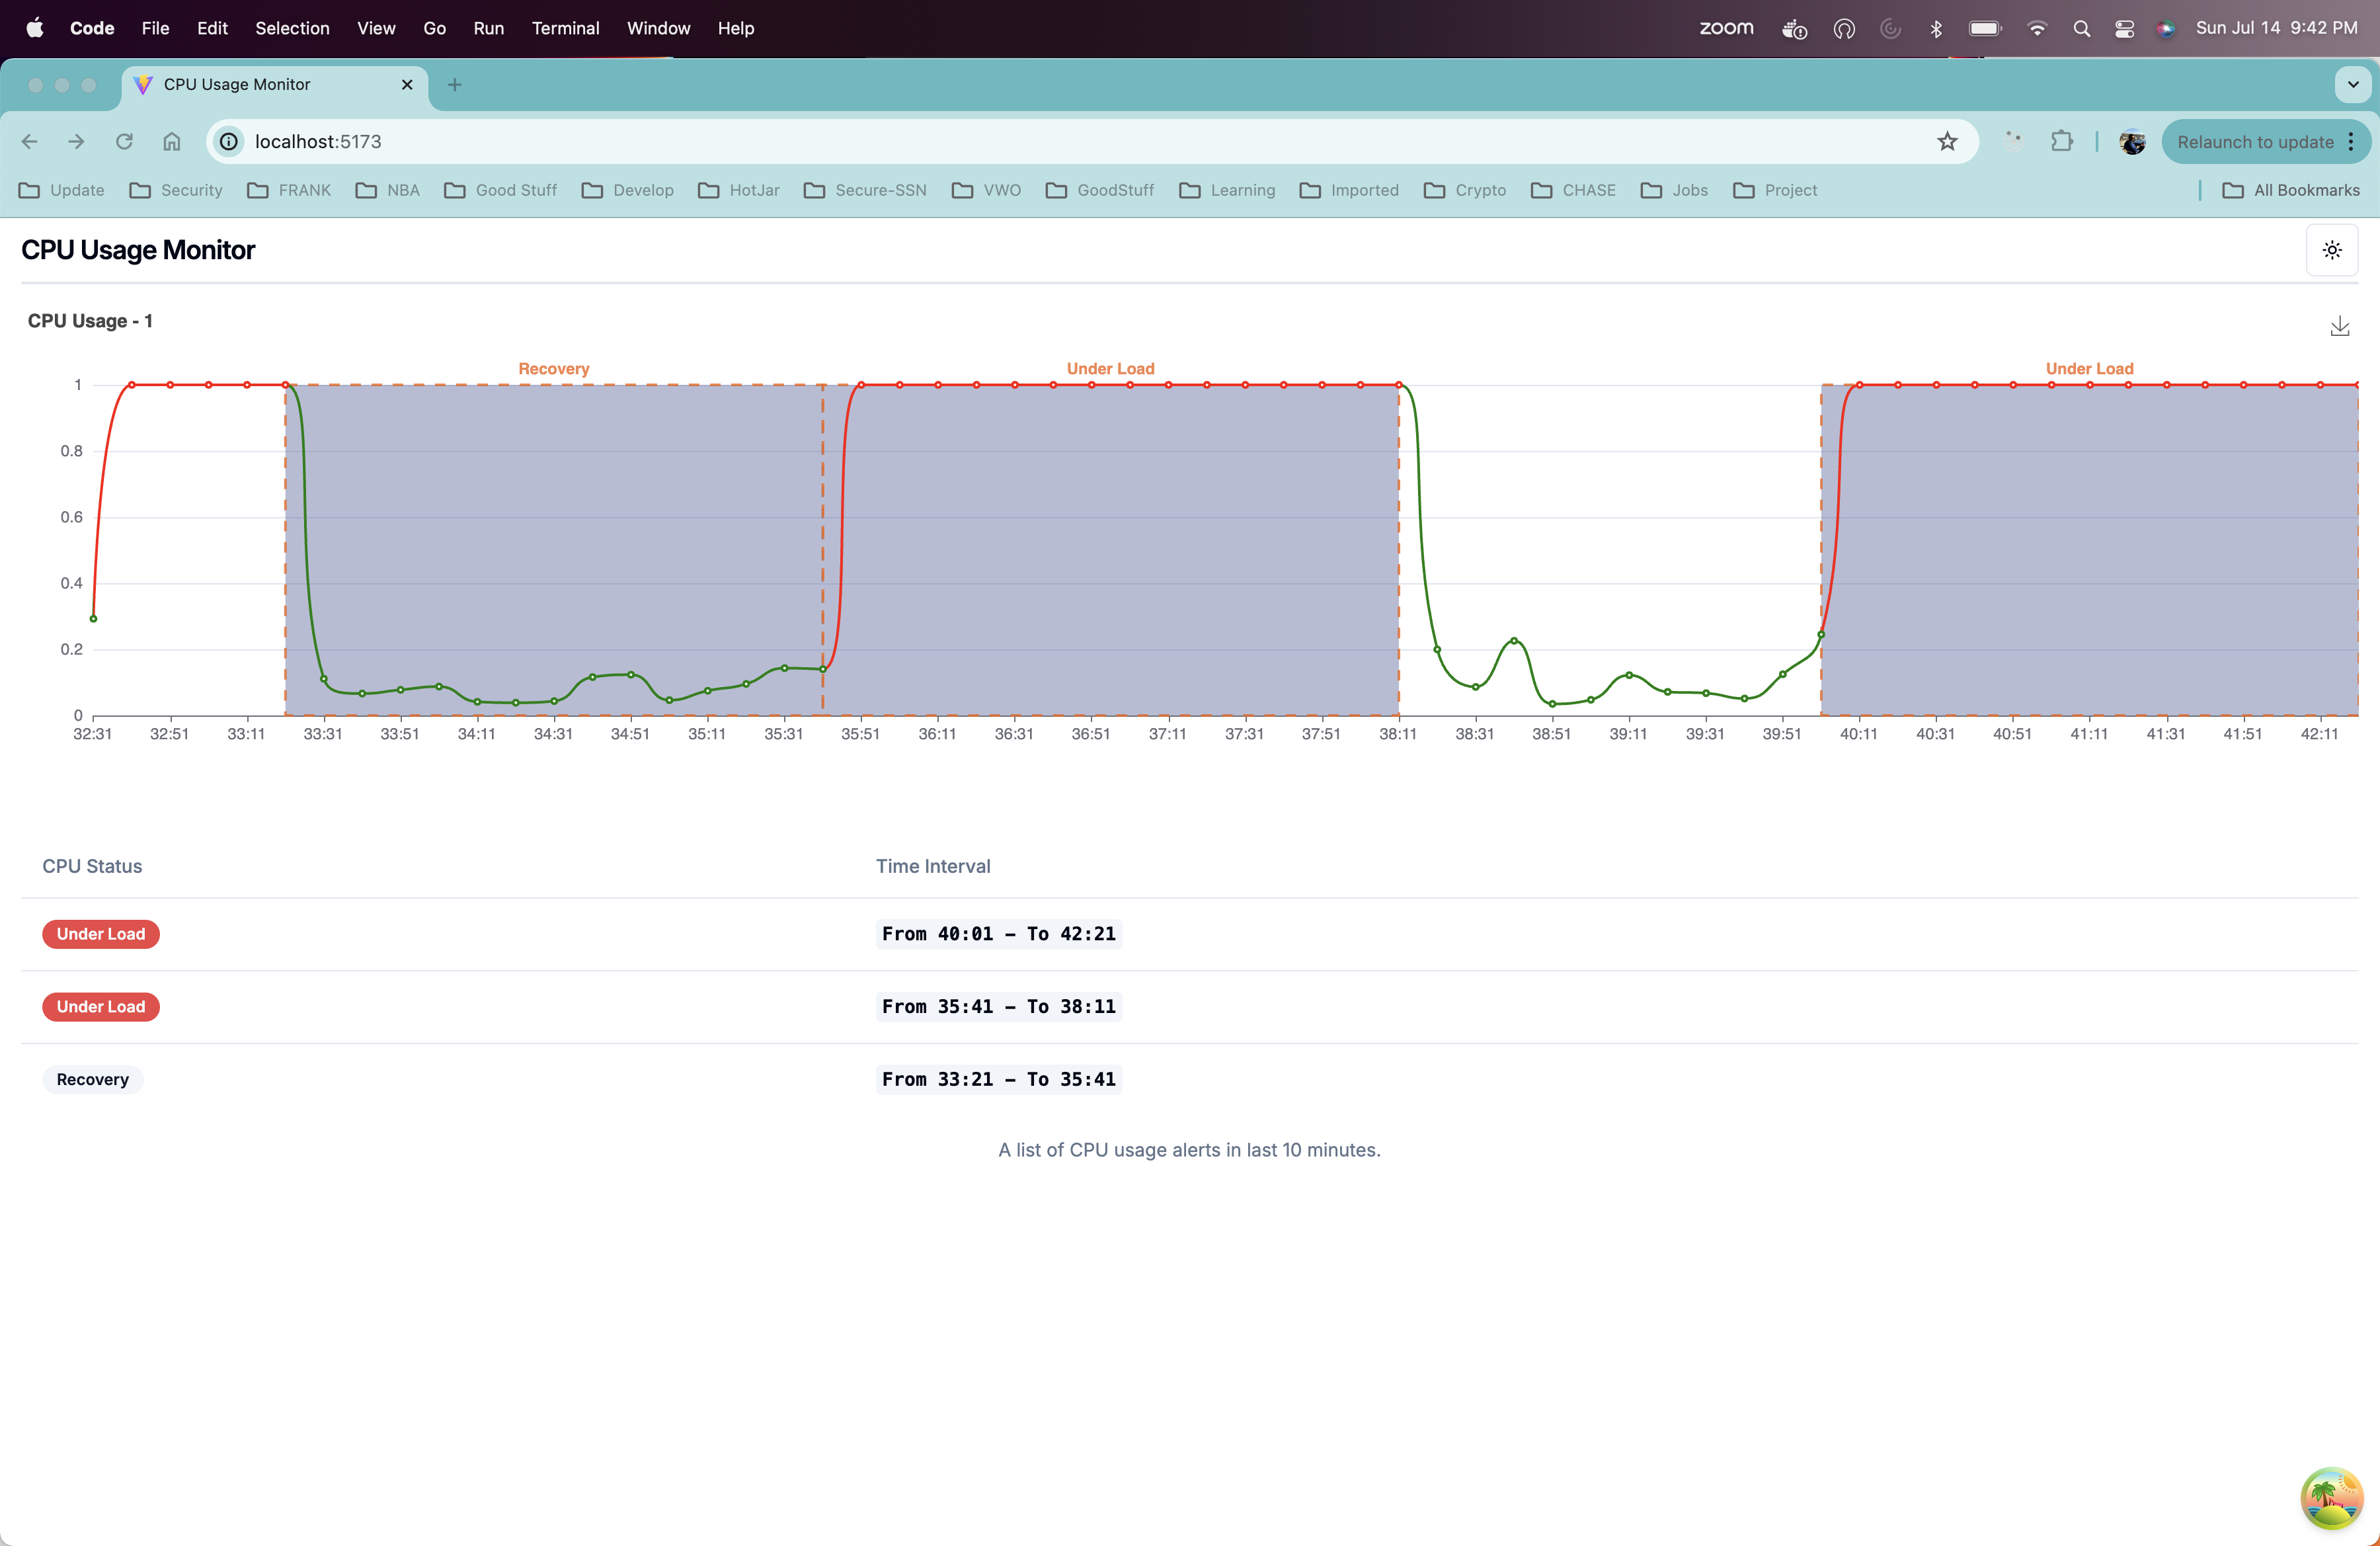 Code File Edit Selection View Go Run Terminal Window Help zoom Sun Jul 14 9:42 PM
CPU Usage Monitor
localhost:5173 Relaunch to update
Update Security FRANK NBA Good Stuff Develop HotJar Secure-SSN VWO GoodStuff Learning Imported Crypto CHASE Jobs Project All Bookmarks
CPU Usage Monitor
CPU Usage - 1
Recovery Under Load Under Load
1
0.8
0.6
0.4
0.2
0
32:31 32:51 33:11 33:31 33:51 34:11 34:31 34:51 35:11 35:31 35:51 36:11 36:31 36:51 37:11 37:31 37:51 38:11 38:31 38:51 39:11 39:31 39:51 40:11 40:31 40:51 41:11 41:31 41:51 42:11
CPU Status Time Interval
Under Load From 40:01 – To 42:21
Under Load From 35:41 – To 38:11
Recovery From 33:21 – To 35:41
A list of CPU usage alerts in last 10 minutes.